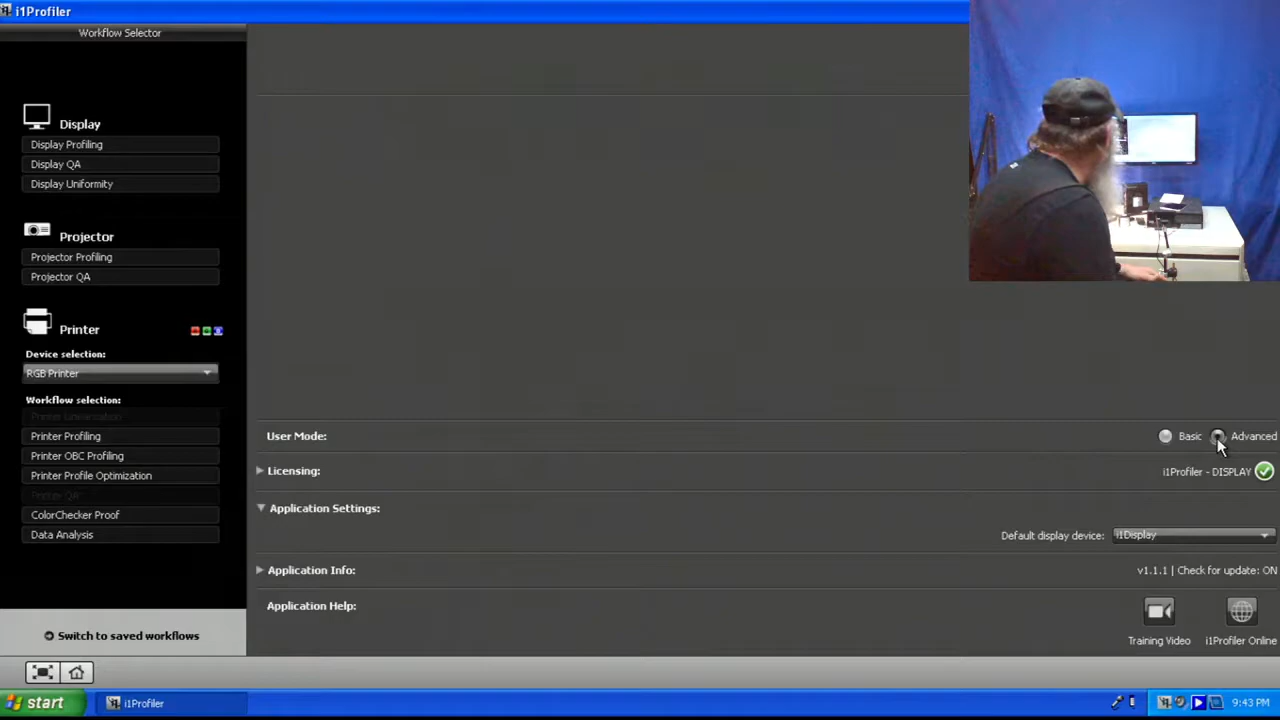 i1Profiler
Workflow Selector
Display
Display Profiling
Display QA
Display Uniformity
Projector
Projector Profiling
Projector QA
Printer
Device selection:
RGB Printer
Workflow selection:
Printer Linearization
Printer Profiling
Printer OBC Profiling
Printer Profile Optimization
Printer QA
ColorChecker Proof
Data Analysis
Switch to saved workflows
User Mode:
Basic
Advanced
Licensing:
i1Profiler - DISPLAY
Application Settings:
Default display device:
i1Display
Application Info:
v1.1.1 | Check for update: ON
Application Help:
Training Video
i1Profiler Online
start
i1Profiler
9:43 PM